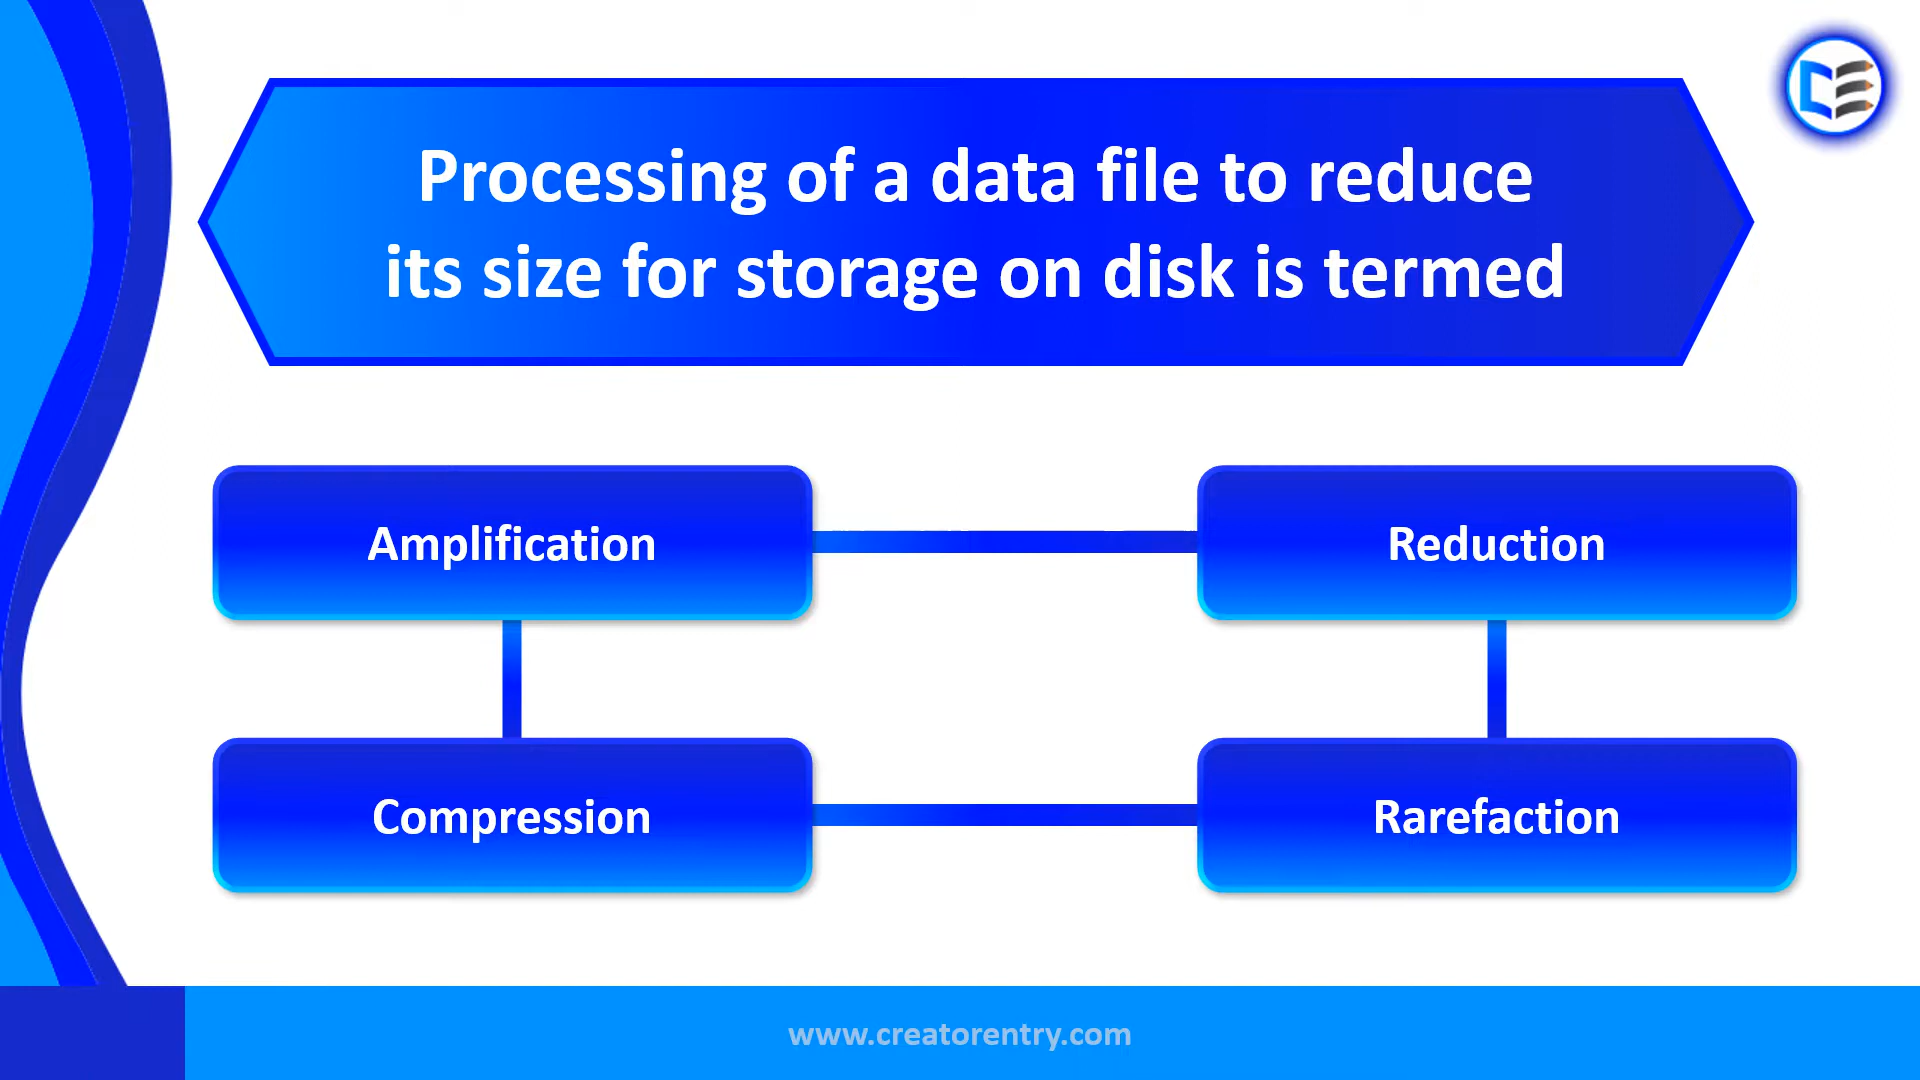 Processing of a data file to reduce
its size for storage on disk is termed
Amplification
Reduction
Compression
Rarefaction
www.creatorentry.com